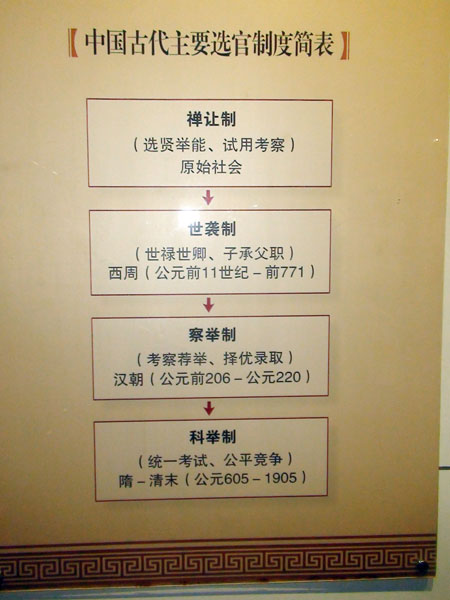 【中国古代主要选官制度简表】
禅让制
（选贤举能、试用考察）
原始社会
世袭制
（世禄世卿、子承父职）
西周（公元前11世纪－前771）
察举制
（考察荐举、择优录取）
汉朝（公元前206－公元220）
科举制
（统一考试、公平竞争）
隋－清末（公元605－1905）